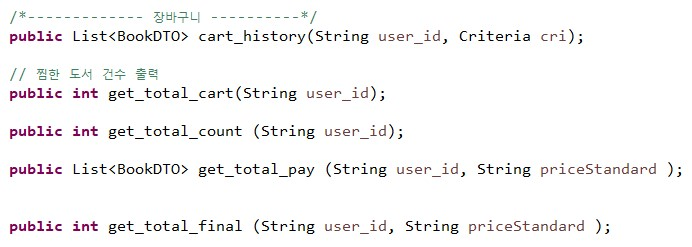 /*------------- 장바구니 ----------*/
public List<BookDTO> cart_history(String user_id, Criteria cri);
// 찜한 도서 건수 출력
public int get_total_cart(String user_id);
public int get_total_count (String user_id);
public List<BookDTO> get_total_pay (String user_id, String priceStandard );
public int get_total_final (String user_id, String priceStandard );